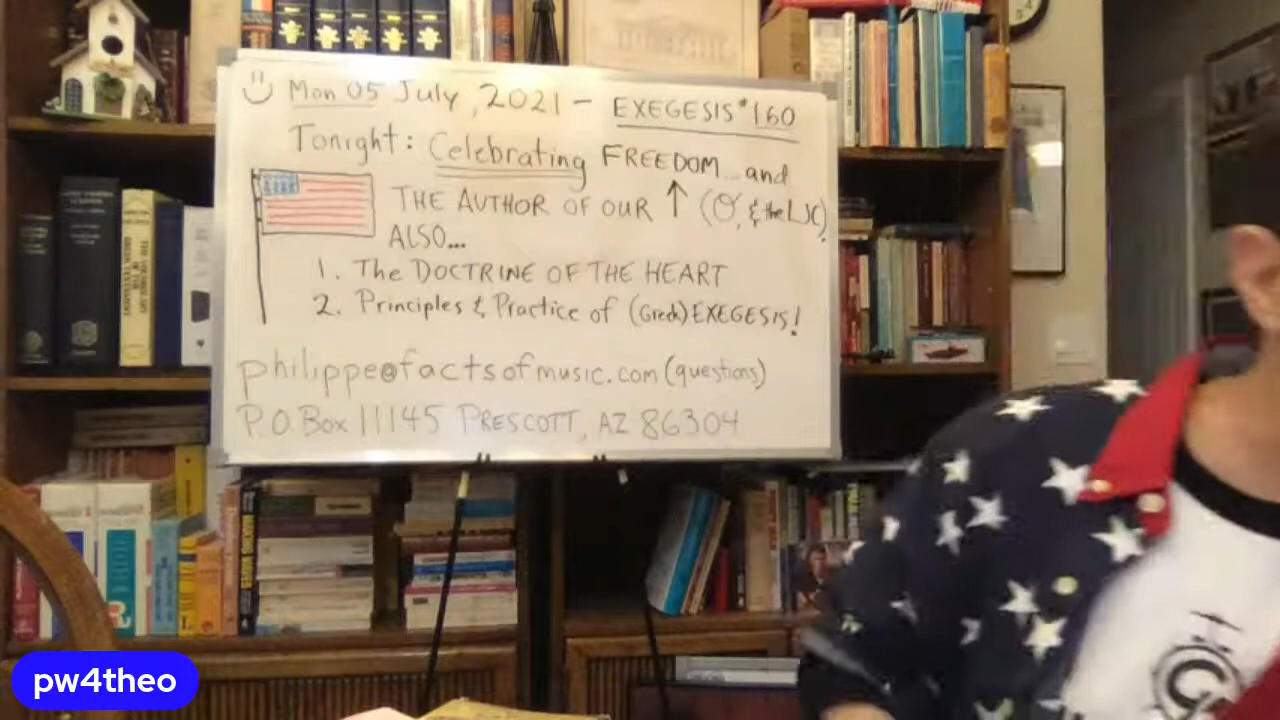 Mon 05 July, 2021 - EXEGESIS #160
Tonight: Celebrating FREEDOM...and
THE AUTHOR OF OUR ↑ (O, & the LJC).
ALSO...
1. The DOCTRINE OF THE HEART
2. Principles & Practice of (Greek) EXEGESIS!
philippe@factsofmusic.com (questions)
P.O. Box 11145 PRESCOTT, AZ 86304
pw4theo